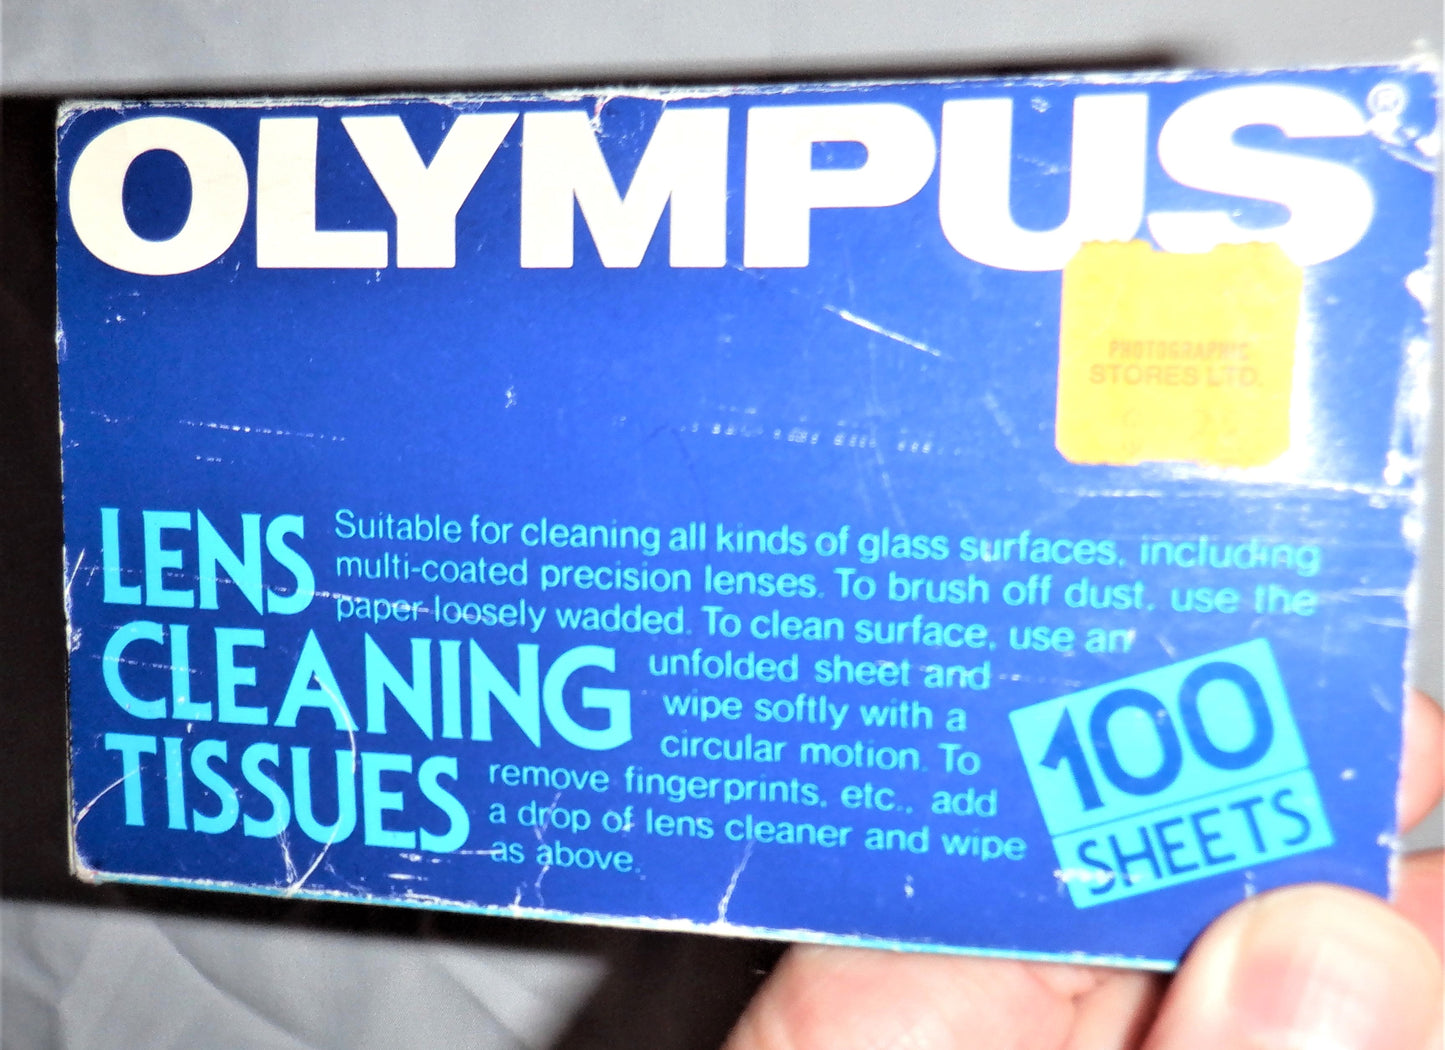 OLYMPUS®
PHOTOGRAPHIC
STORES LTD.
LENS
CLEANING
TISSUES
Suitable for cleaning all kinds of glass surfaces, including
multi-coated precision lenses. To brush off dust, use the
paper loosely wadded. To clean surface, use an
unfolded sheet and
wipe softly with a
circular motion. To
remove fingerprints, etc., add
a drop of lens cleaner and wipe
as above.
100
SHEETS